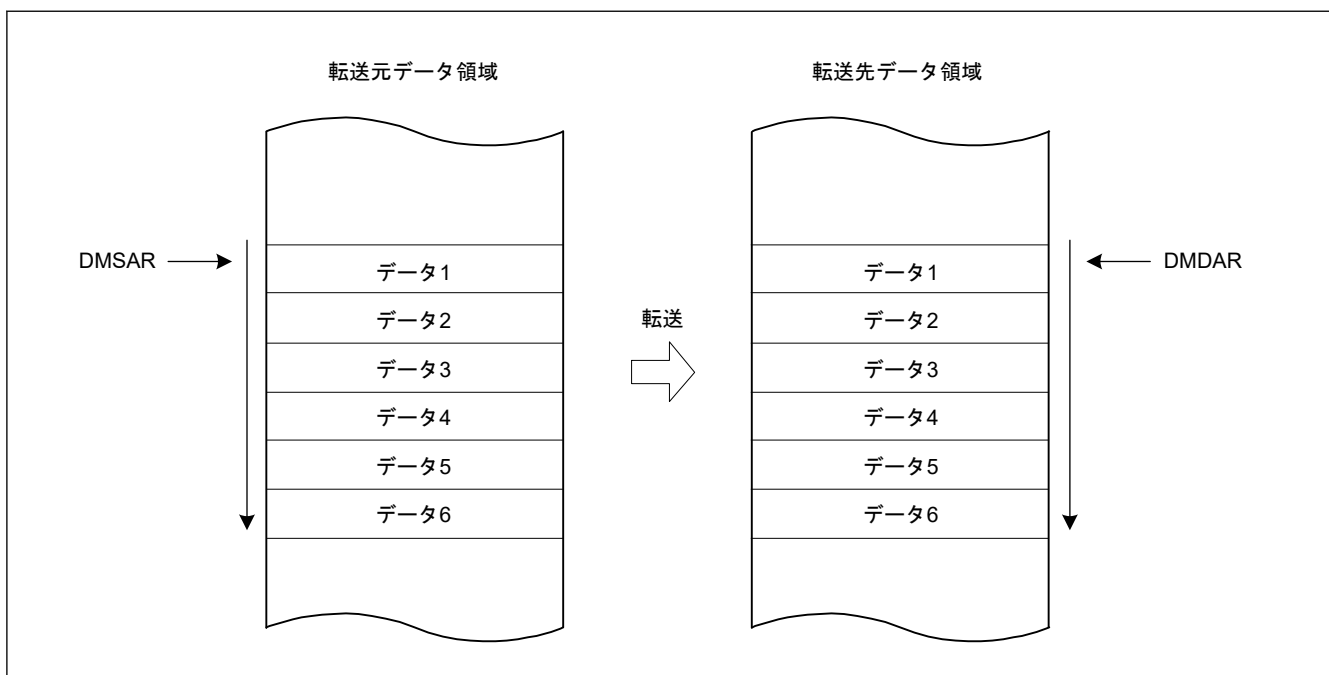 転送元データ領域
転送先データ領域
DMSAR
データ1
データ2
データ3
データ4
データ5
データ6
転送
データ1
データ2
データ3
データ4
データ5
データ6
DMDAR